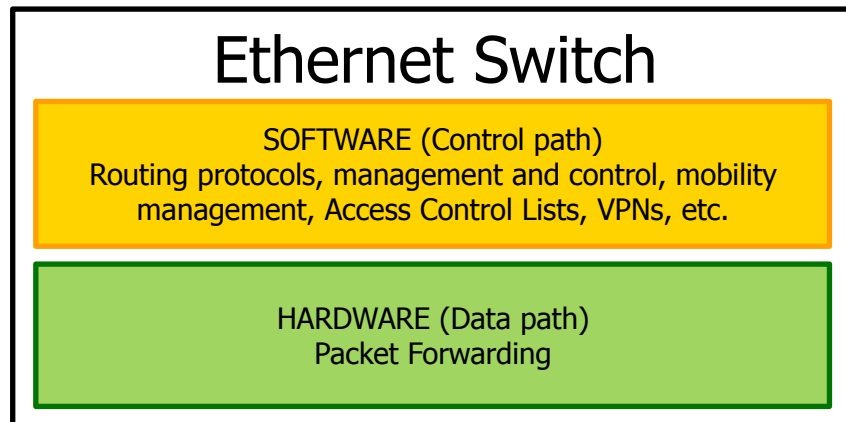 Ethernet Switch
SOFTWARE (Control path)
Routing protocols, management and control, mobility
management, Access Control Lists, VPNs, etc.
HARDWARE (Data path)
Packet Forwarding